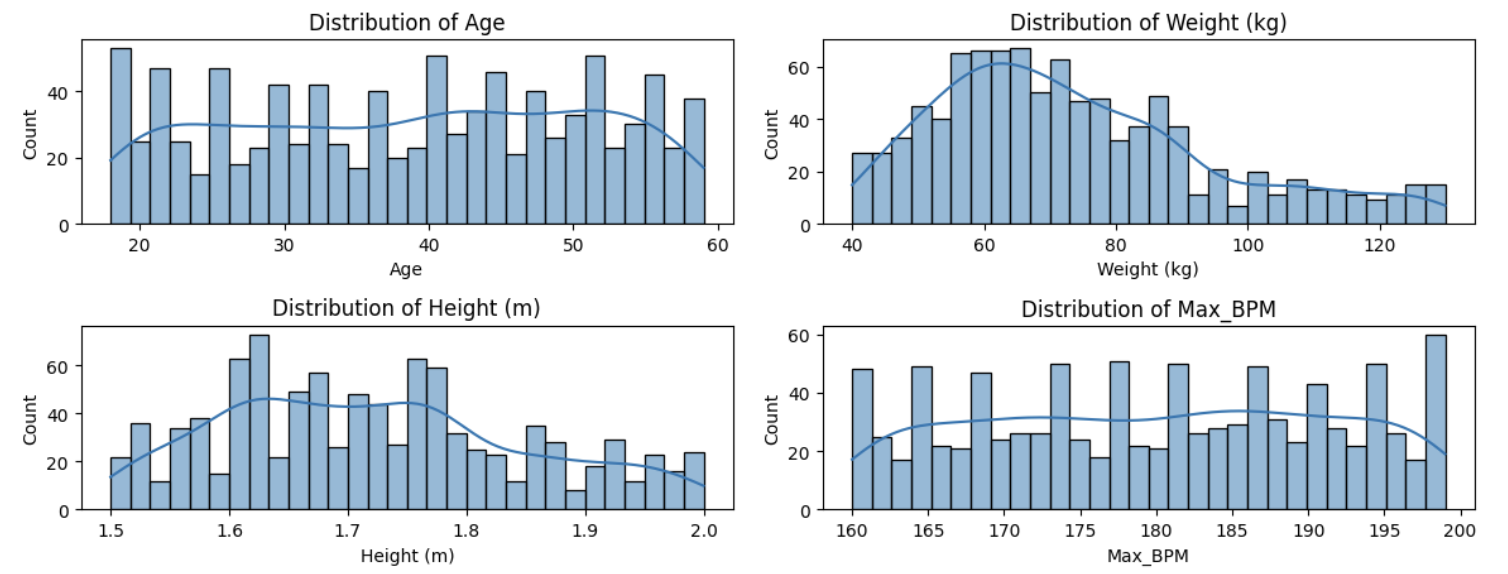 Distribution of Age
Count
40
20
0
20 30 40 50 60
Age
Distribution of Weight (kg)
Count
60
40
20
0
40 60 80 100 120
Weight (kg)
Distribution of Height (m)
Count
60
40
20
0
1.5 1.6 1.7 1.8 1.9 2.0
Height (m)
Distribution of Max_BPM
Count
60
40
20
0
160 165 170 175 180 185 190 195 200
Max_BPM